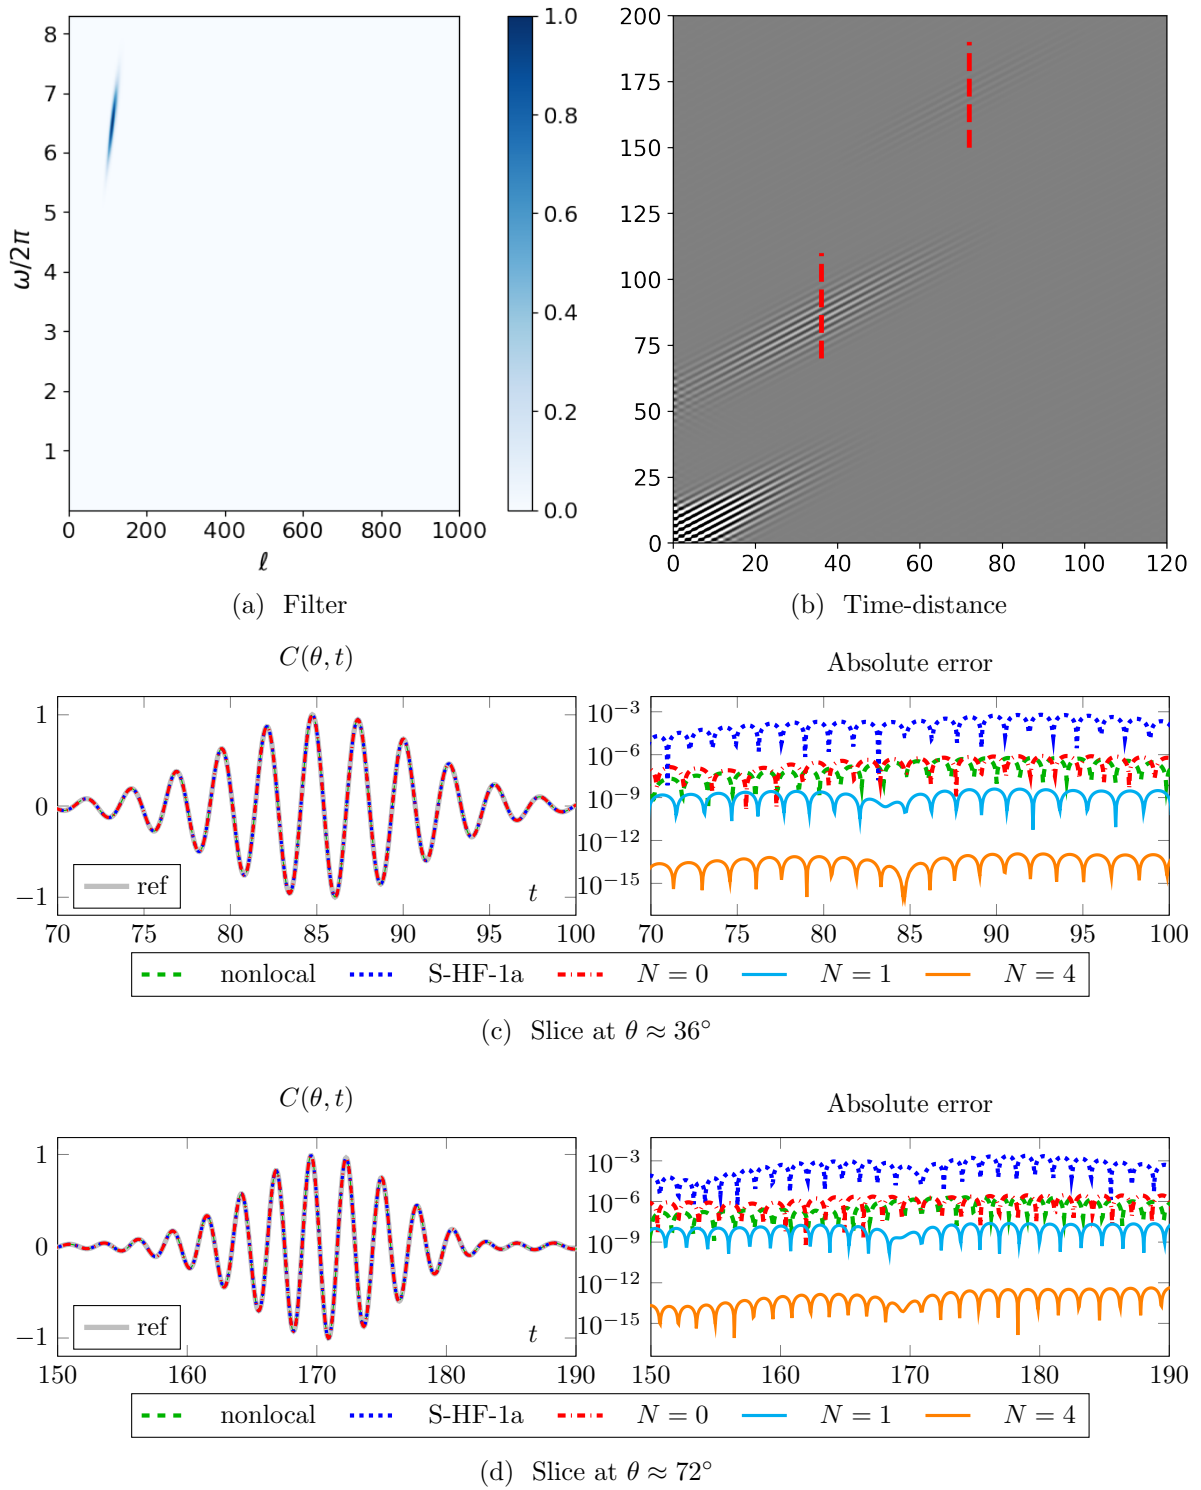 8
7
6
5
4
3
2
1
ω/2π
0 200 400 600 800 1000
ℓ
1.0
0.8
0.6
0.4
0.2
0.0
(a) Filter
200
175
150
125
100
75
50
25
0
0 20 40 60 80 100 120
(b) Time-distance
C(θ, t)
1
0
−1
ref
t
70 75 80 85 90 95 100
Absolute error
10⁻³
10⁻⁶
10⁻⁹
10⁻¹²
10⁻¹⁵
70 75 80 85 90 95 100
nonlocal S-HF-1a N = 0 N = 1 N = 4
(c) Slice at θ ≈ 36°
C(θ, t)
1
0
−1
ref
t
150 160 170 180 190
Absolute error
10⁻³
10⁻⁶
10⁻⁹
10⁻¹²
10⁻¹⁵
150 160 170 180 190
nonlocal S-HF-1a N = 0 N = 1 N = 4
(d) Slice at θ ≈ 72°